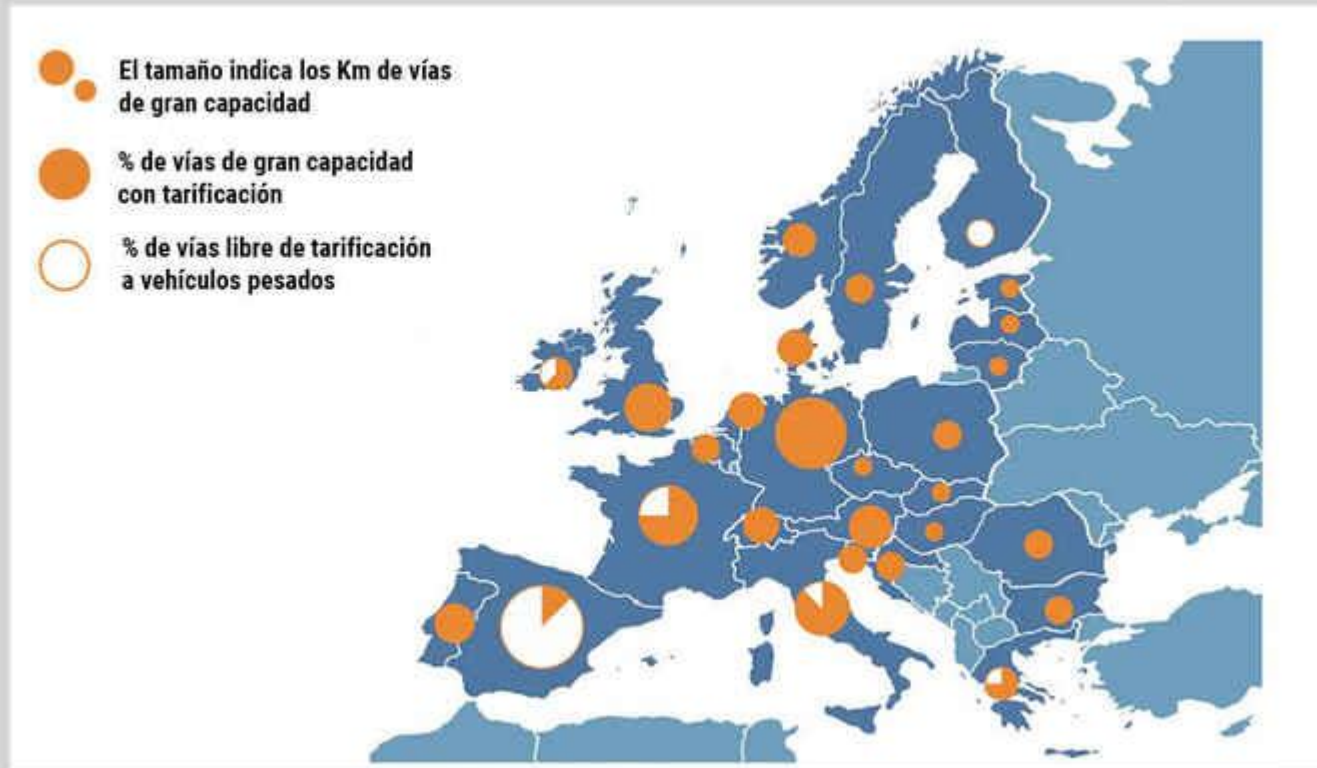 El tamaño indica los Km de vías
de gran capacidad
% de vías de gran capacidad
con tarificación
% de vías libre de tarificación
a vehículos pesados